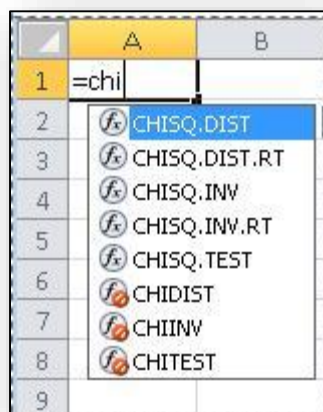 A B
1 =chi
2 CHISQ.DIST
3 CHISQ.DIST.RT
4 CHISQ.INV
CHISQ.INV.RT
5 CHISQ.TEST
6 CHIDIST
7 CHIINV
8 CHITEST
9